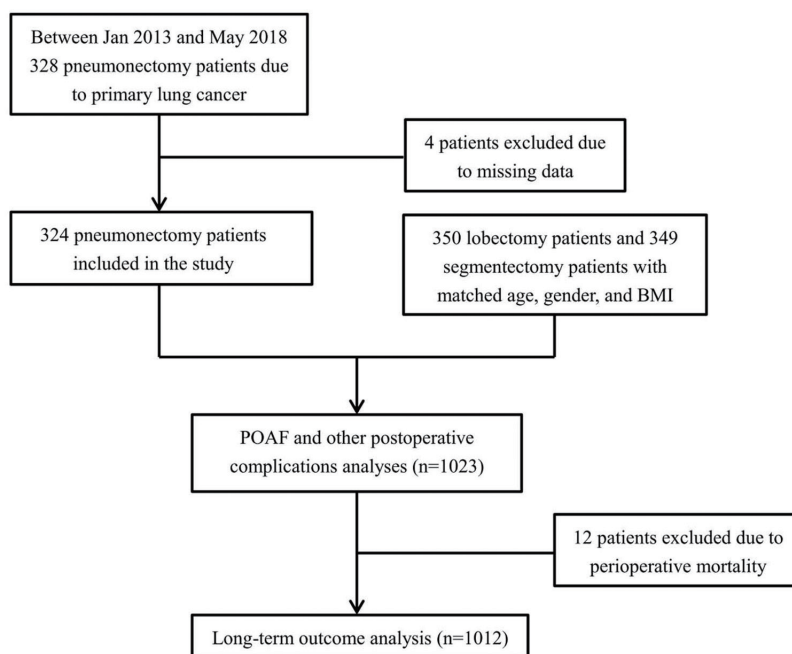 Between Jan 2013 and May 2018
328 pneumonectomy patients due
to primary lung cancer
4 patients excluded due
to missing data
324 pneumonectomy patients
included in the study
350 lobectomy patients and 349
segmentectomy patients with
matched age, gender, and BMI
POAF and other postoperative
complications analyses (n=1023)
12 patients excluded due to
perioperative mortality
Long-term outcome analysis (n=1012)